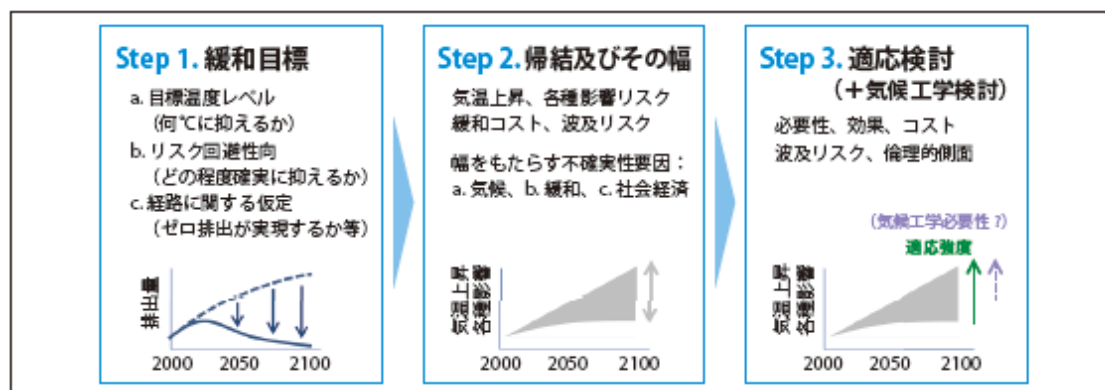 Step 1. 緩和目標
a. 目標温度レベル
(何℃に抑えるか)
b. リスク回避性向
(どの程度確実に抑えるか)
c. 経路に関する仮定
(ゼロ排出が実現するか等)
排出量
2000 2050 2100
Step 2. 帰結及びその幅
気温上昇、各種影響リスク
緩和コスト、波及リスク
幅をもたらす不確実性要因：
a. 気候、b. 緩和、c. 社会経済
気温上昇
各種影響
2000 2050 2100
Step 3. 適応検討
(＋気候工学検討)
必要性、効果、コスト
波及リスク、倫理的側面
(気候工学必要性？)
適応強度
気温上昇
各種影響
2000 2050 2100